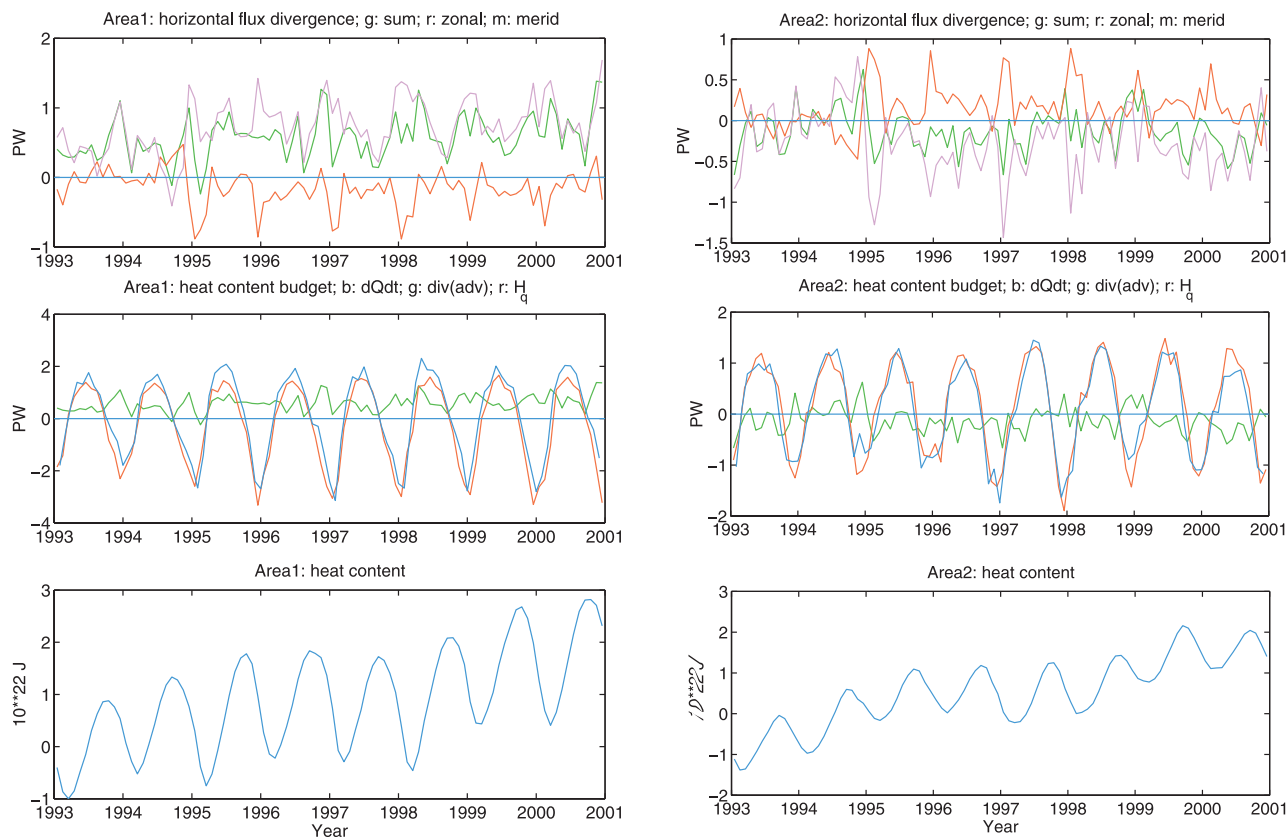 Area1: horizontal flux divergence; g: sum; r: zonal; m: merid
2
1
0
−1
PW
1993 1994 1995 1996 1997 1998 1999 2000 2001
Area1: heat content budget; b: dQdt; g: div(adv); r: H_q
4
2
0
−2
−4
PW
1993 1994 1995 1996 1997 1998 1999 2000 2001
Area1: heat content
3
2
1
0
−1
10**22 J
1993 1994 1995 1996 1997 1998 1999 2000 2001
Year
Area2: horizontal flux divergence; g: sum; r: zonal; m: merid
1
0.5
0
−0.5
−1
−1.5
PW
1993 1994 1995 1996 1997 1998 1999 2000 2001
Area2: heat content budget; b: dQdt; g: div(adv); r: H_q
2
1
0
−1
−2
PW
1993 1994 1995 1996 1997 1998 1999 2000 2001
Area2: heat content
3
2
1
0
−1
−2
10**22J
1993 1994 1995 1996 1997 1998 1999 2000 2001
Year